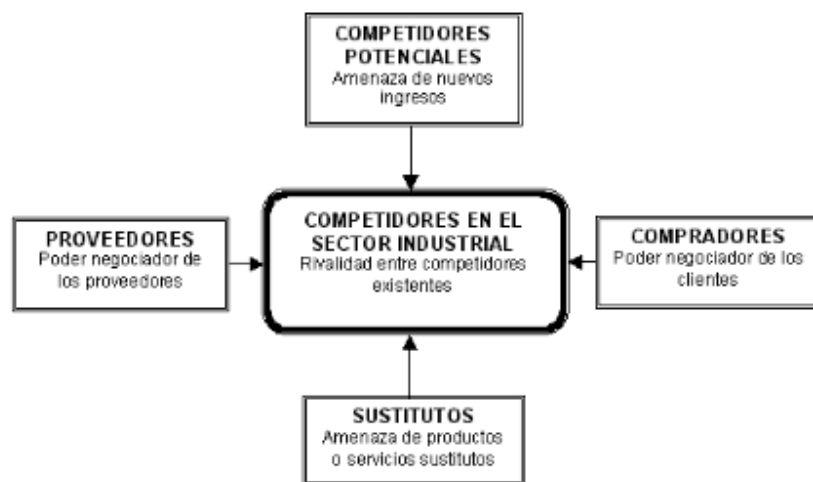 COMPETIDORES
POTENCIALES
Amenaza de nuevos
ingresos
PROVEEDORES
Poder negociador de
los proveedores
COMPETIDORES EN EL
SECTOR INDUSTRIAL
Rivalidad entre competidores
existentes
COMPRADORES
Poder negociador de los
clientes
SUSTITUTOS
Amenaza de productos
o servicios sustitutos